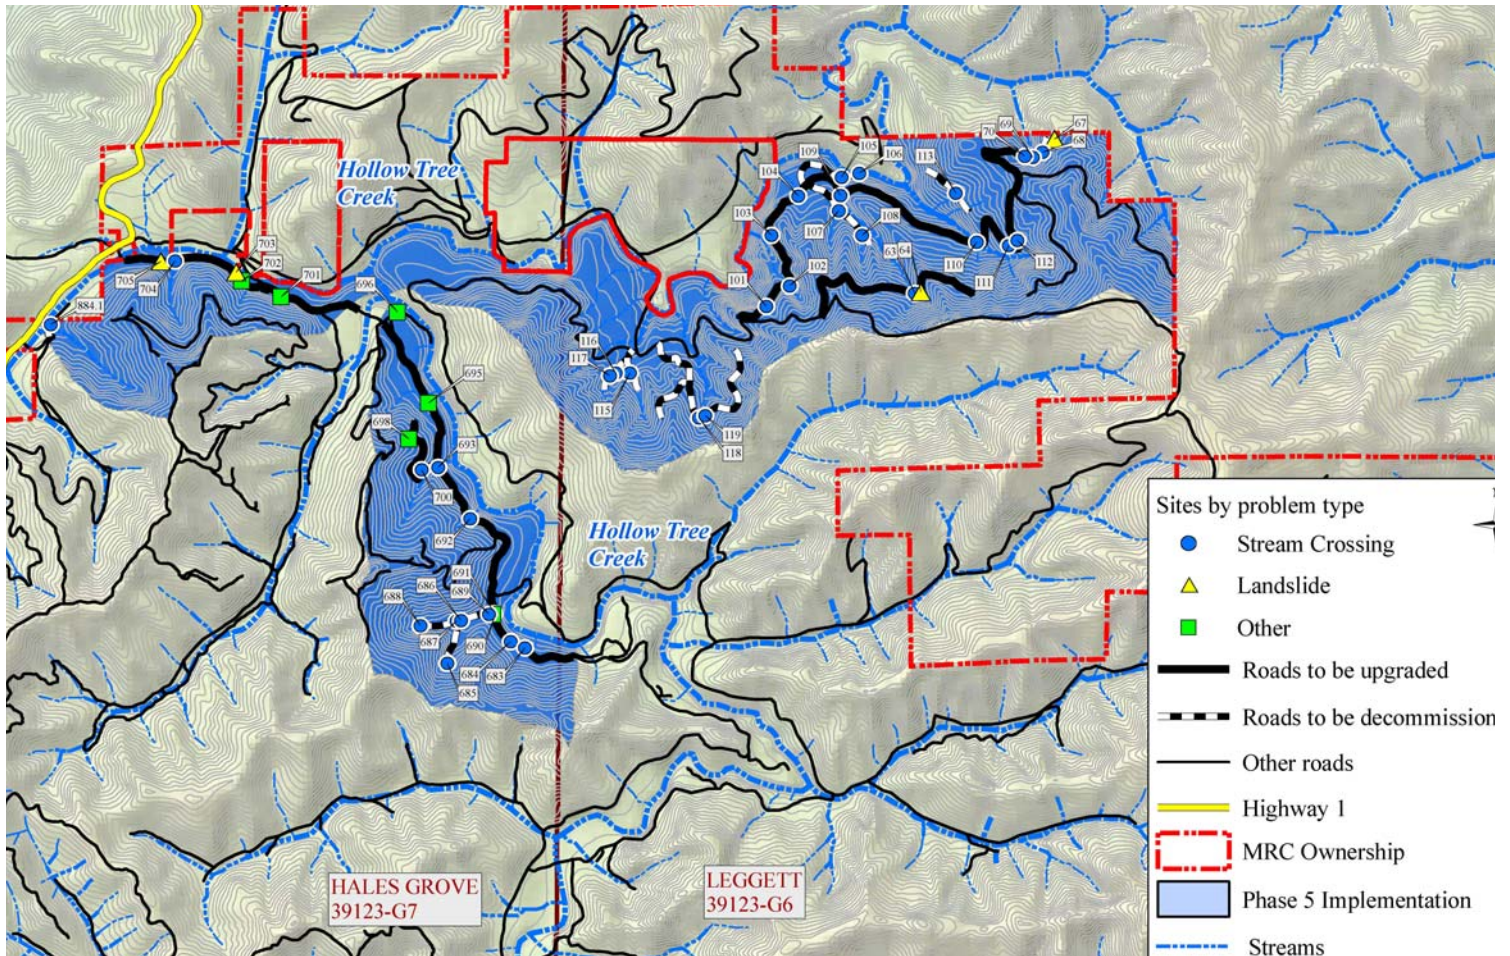 69
67
70
68
105
109
106
113
104
Hollow Tree
Creek
103
107
108
703
702
63
64
110
112
705
704
701
696
101
102
111
884.1
116
117
695
115
119
118
698
693
700
692
Hollow Tree
Creek
691
686
689
688
687
690
684
683
685
HALES GROVE
39123-G7
LEGGETT
39123-G6
Sites by problem type
Stream Crossing
Landslide
Other
Roads to be upgraded
Roads to be decommission
Other roads
Highway 1
MRC Ownership
Phase 5 Implementation
Streams